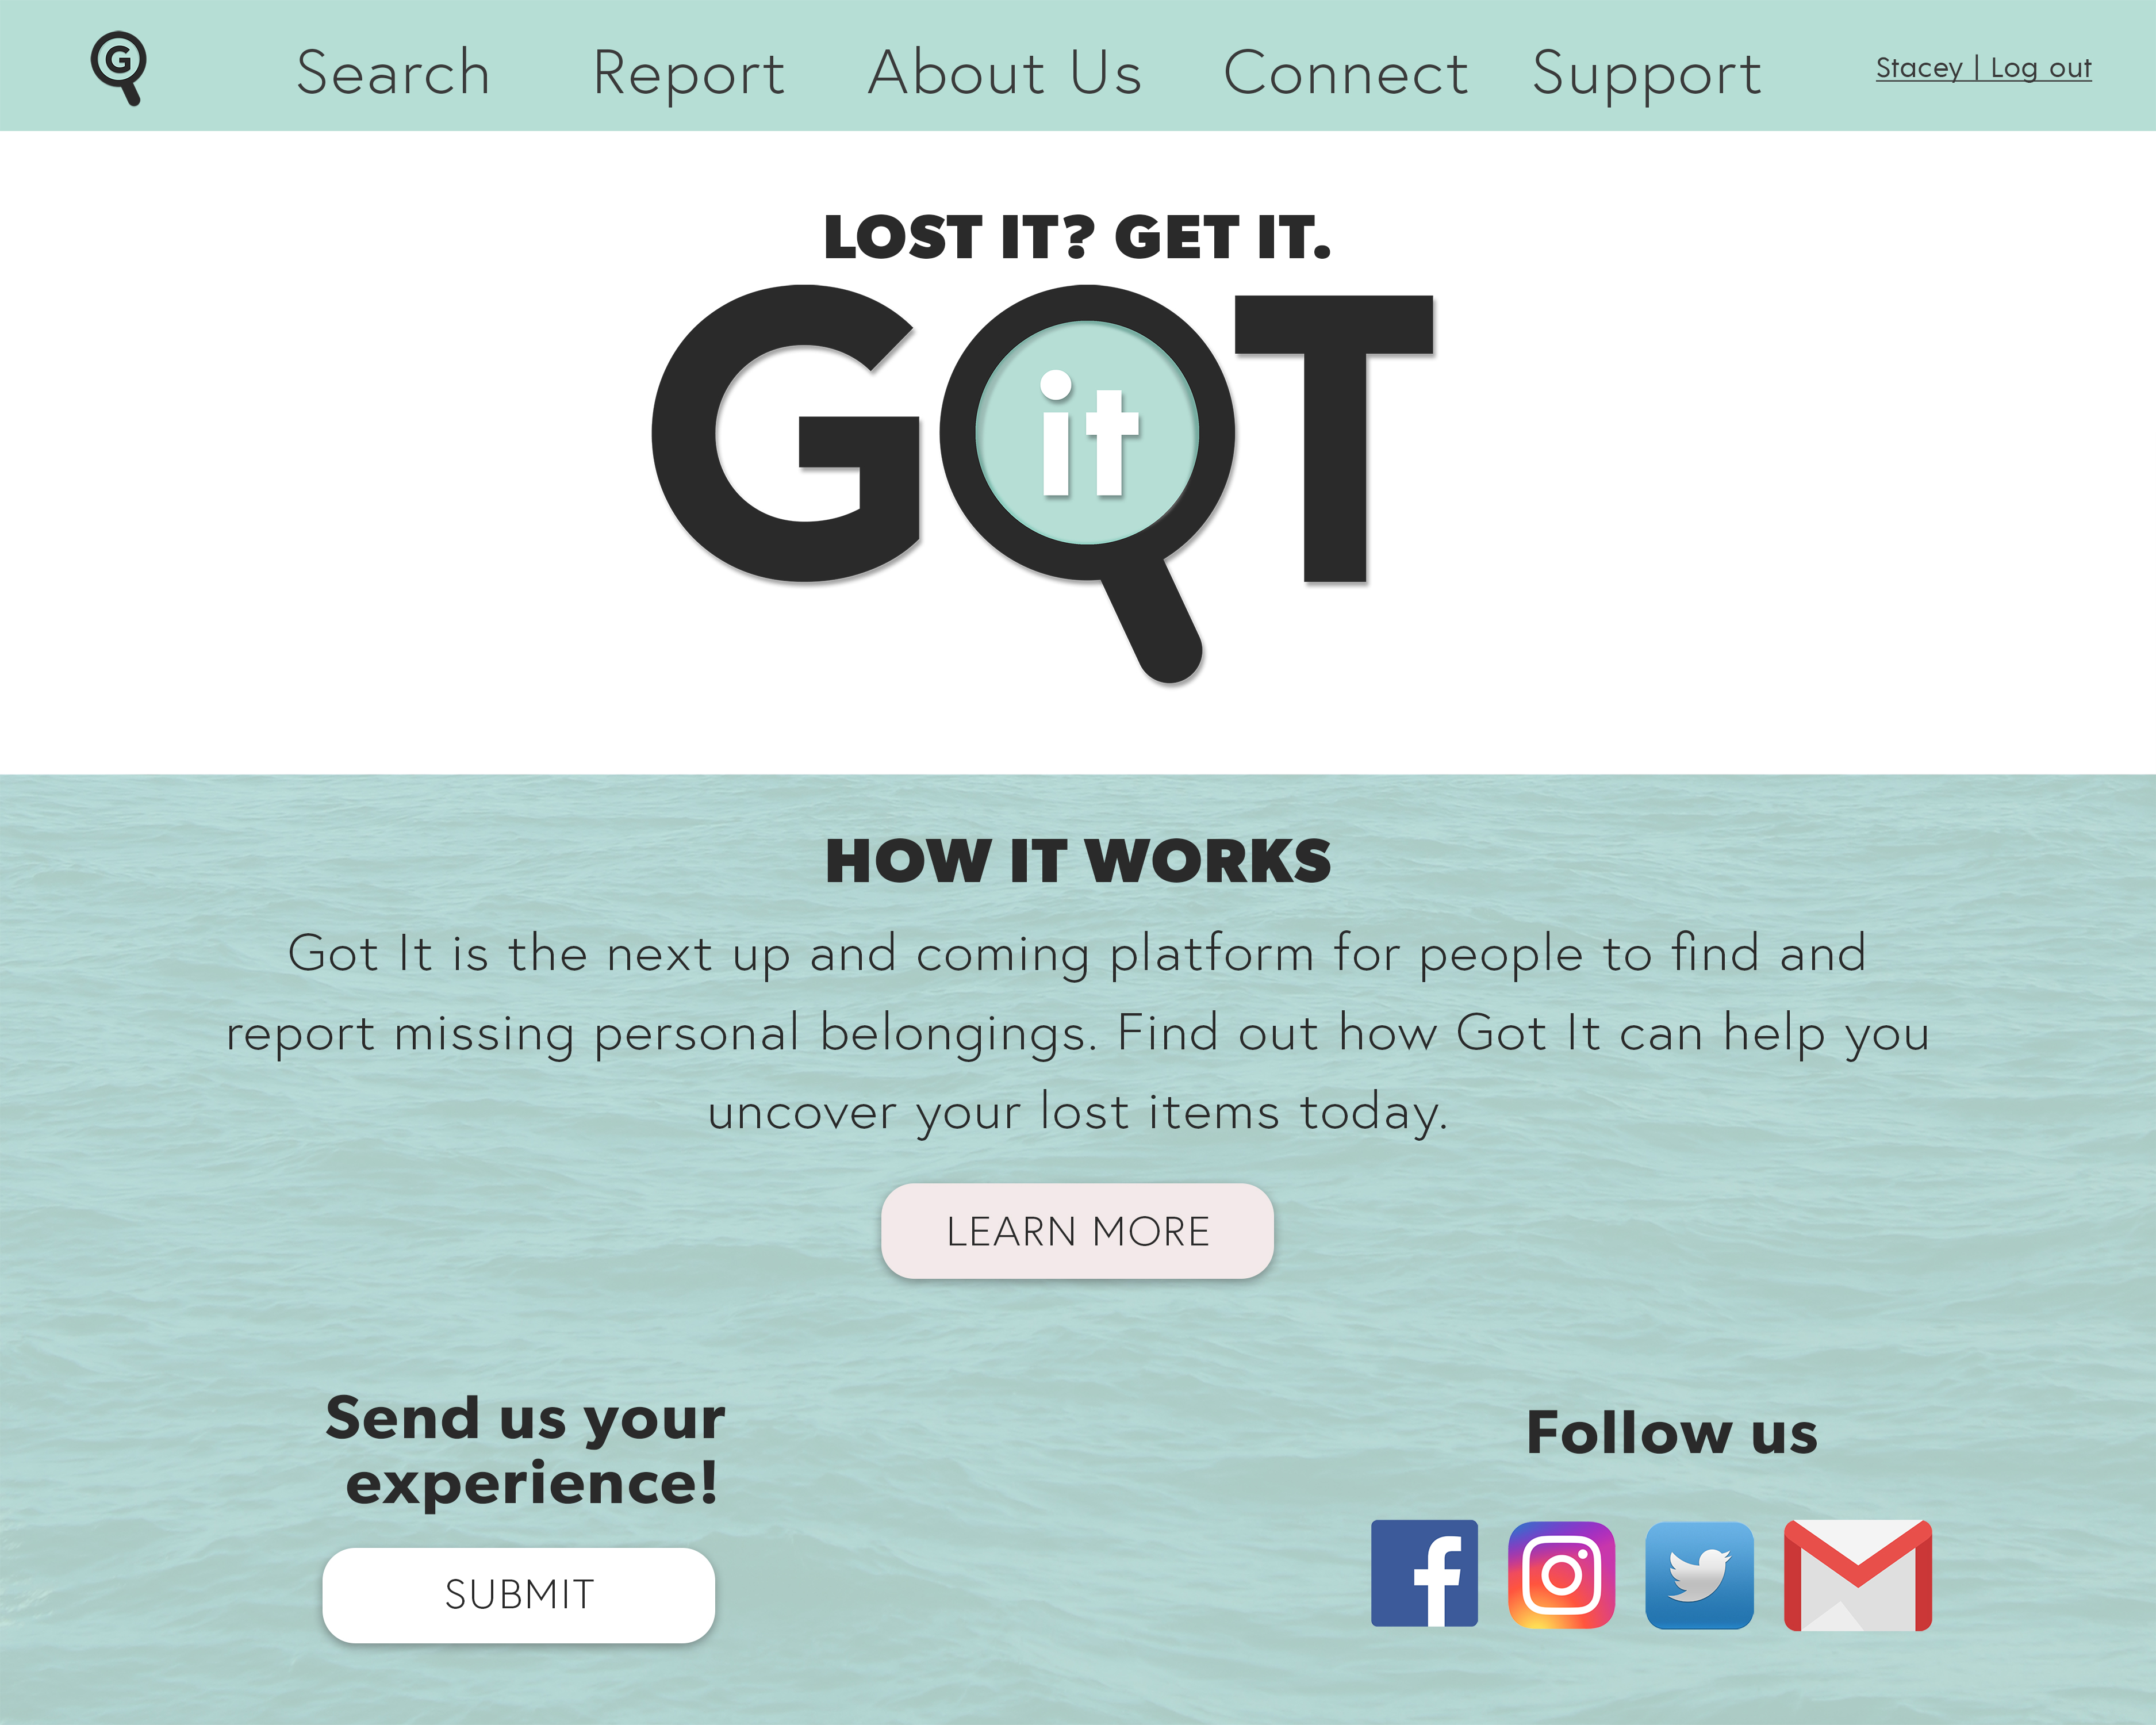 G
Search Report About Us Connect Support Stacey | Log out
LOST IT? GET IT.
GOT
it
HOW IT WORKS
Got It is the next up and coming platform for people to find and
report missing personal belongings. Find out how Got It can help you
uncover your lost items today.
LEARN MORE
Send us your
experience!
SUBMIT
Follow us